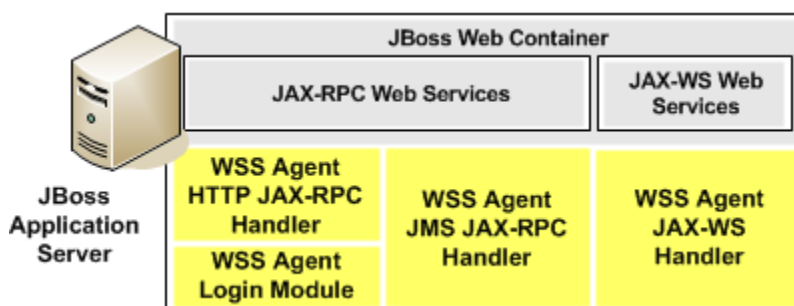 JBoss Web Container
JAX-RPC Web Services
JAX-WS Web
Services
WSS Agent
HTTP JAX-RPC
Handler
WSS Agent
Login Module
WSS Agent
JMS JAX-RPC
Handler
WSS Agent
JAX-WS
Handler
JBoss
Application
Server